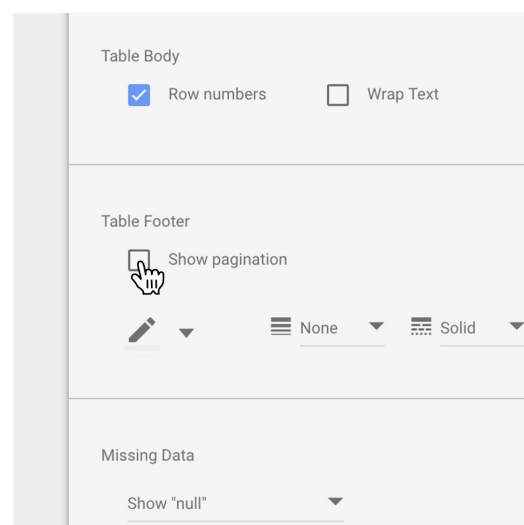 Table Body
Row numbers Wrap Text
Table Footer
Show pagination
None Solid
Missing Data
Show "null"